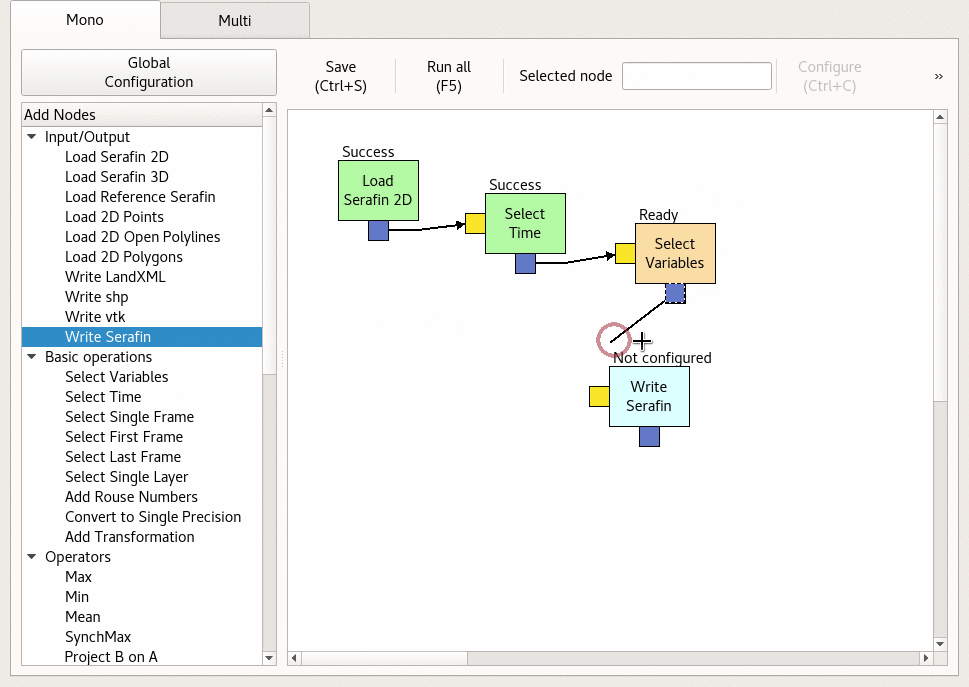 Mono
Multi
Global
Configuration
Save
(Ctrl+S)
Run all
(F5)
Selected node
Configure
(Ctrl+C)
»
Add Nodes
Input/Output
Load Serafin 2D
Load Serafin 3D
Load Reference Serafin
Load 2D Points
Load 2D Open Polylines
Load 2D Polygons
Write LandXML
Write shp
Write vtk
Write Serafin
Basic operations
Select Variables
Select Time
Select Single Frame
Select First Frame
Select Last Frame
Select Single Layer
Add Rouse Numbers
Convert to Single Precision
Add Transformation
Operators
Max
Min
Mean
SynchMax
Project B on A
Success
Load
Serafin 2D
Success
Select
Time
Ready
Select
Variables
Not configured
Write
Serafin